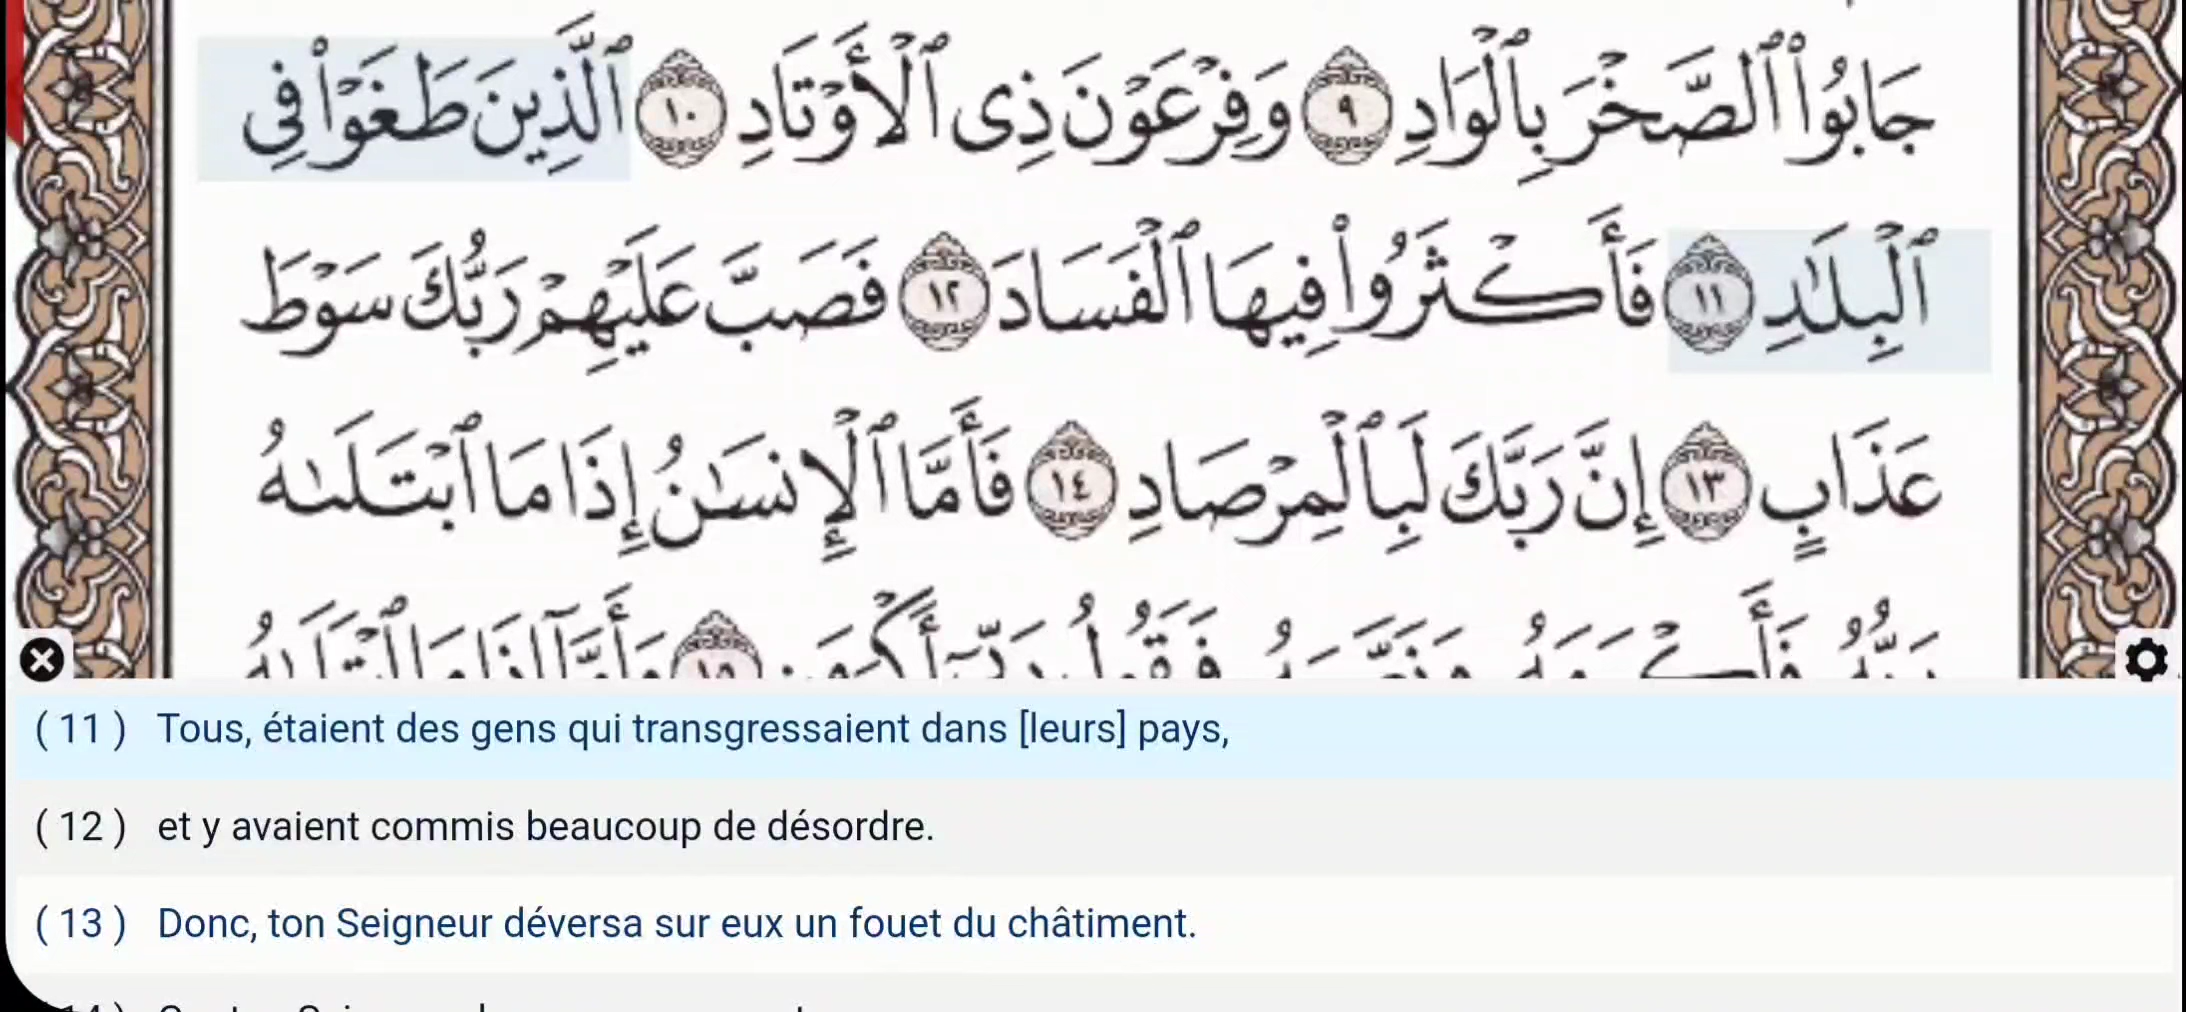 جَابُوا۟ ٱلصَّخْرَ بِٱلْوَادِ ٩ وَفِرْعَوْنَ ذِى ٱلْأَوْتَادِ ١٠ ٱلَّذِينَ طَغَوْا۟ فِى
ٱلْبِلَـٰدِ ١١ فَأَكْثَرُوا۟ فِيهَا ٱلْفَسَادَ ١٢ فَصَبَّ عَلَيْهِمْ رَبُّكَ سَوْطَ
عَذَابٍ ١٣ إِنَّ رَبَّكَ لَبِٱلْمِرْصَادِ ١٤ فَأَمَّا ٱلْإِنسَـٰنُ إِذَا مَا ٱبْتَلَىٰهُ
( 11 ) Tous, étaient des gens qui transgressaient dans [leurs] pays,
( 12 ) et y avaient commis beaucoup de désordre.
( 13 ) Donc, ton Seigneur déversa sur eux un fouet du châtiment.